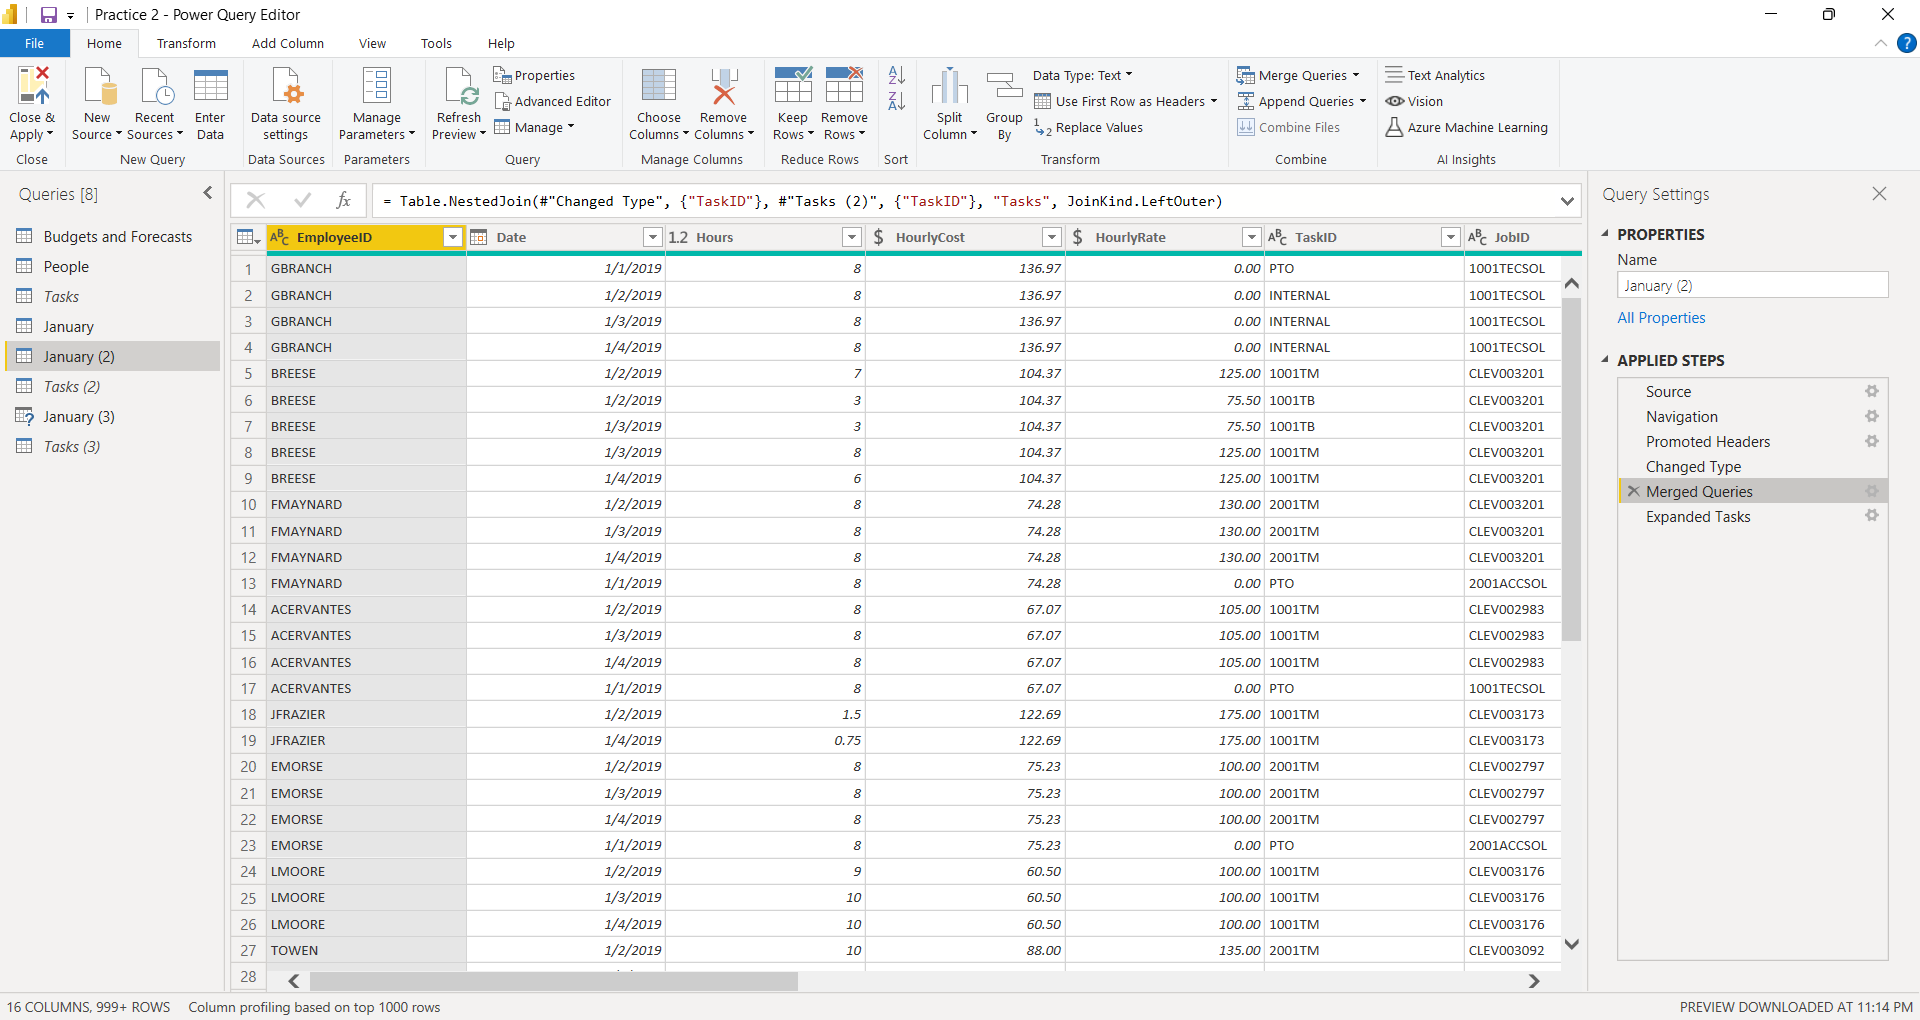 Practice 2 - Power Query Editor
File Home Transform Add Column View Tools Help
Close & Apply
Close
New Source
Recent Sources
Enter Data
New Query
Data source settings
Data Sources
Manage Parameters
Parameters
Refresh Preview
Properties
Advanced Editor
Manage
Query
Choose Columns
Remove Columns
Manage Columns
Keep Rows
Remove Rows
Reduce Rows
Sort
Split Column
Group By
Data Type: Text
Use First Row as Headers
Replace Values
Transform
Merge Queries
Append Queries
Combine Files
Combine
Text Analytics
Vision
Azure Machine Learning
AI Insights
Queries [8]
Budgets and Forecasts
People
Tasks
January
January (2)
Tasks (2)
January (3)
Tasks (3)
fx = Table.NestedJoin(#"Changed Type", {"TaskID"}, #"Tasks (2)", {"TaskID"}, "Tasks", JoinKind.LeftOuter)
ABC EmployeeID Date 1.2 Hours $ HourlyCost $ HourlyRate ABC TaskID ABC JobID
1 GBRANCH 1/1/2019 8 136.97 0.00 PTO 1001TECSOL
2 GBRANCH 1/2/2019 8 136.97 0.00 INTERNAL 1001TECSOL
3 GBRANCH 1/3/2019 8 136.97 0.00 INTERNAL 1001TECSOL
4 GBRANCH 1/4/2019 8 136.97 0.00 INTERNAL 1001TECSOL
5 BREESE 1/2/2019 7 104.37 125.00 1001TM CLEV003201
6 BREESE 1/2/2019 3 104.37 75.50 1001TB CLEV003201
7 BREESE 1/3/2019 3 104.37 75.50 1001TB CLEV003201
8 BREESE 1/3/2019 8 104.37 125.00 1001TM CLEV003201
9 BREESE 1/4/2019 6 104.37 125.00 1001TM CLEV003201
10 FMAYNARD 1/2/2019 8 74.28 130.00 2001TM CLEV003201
11 FMAYNARD 1/3/2019 8 74.28 130.00 2001TM CLEV003201
12 FMAYNARD 1/4/2019 8 74.28 130.00 2001TM CLEV003201
13 FMAYNARD 1/1/2019 8 74.28 0.00 PTO 2001ACCSOL
14 ACERVANTES 1/2/2019 8 67.07 105.00 1001TM CLEV002983
15 ACERVANTES 1/3/2019 8 67.07 105.00 1001TM CLEV002983
16 ACERVANTES 1/4/2019 8 67.07 105.00 1001TM CLEV002983
17 ACERVANTES 1/1/2019 8 67.07 0.00 PTO 1001TECSOL
18 JFRAZIER 1/2/2019 1.5 122.69 175.00 1001TM CLEV003173
19 JFRAZIER 1/4/2019 0.75 122.69 175.00 1001TM CLEV003173
20 EMORSE 1/2/2019 8 75.23 100.00 2001TM CLEV002797
21 EMORSE 1/3/2019 8 75.23 100.00 2001TM CLEV002797
22 EMORSE 1/4/2019 8 75.23 100.00 2001TM CLEV002797
23 EMORSE 1/1/2019 8 75.23 0.00 PTO 2001ACCSOL
24 LMOORE 1/2/2019 9 60.50 100.00 1001TM CLEV003176
25 LMOORE 1/3/2019 10 60.50 100.00 1001TM CLEV003176
26 LMOORE 1/4/2019 10 60.50 100.00 1001TM CLEV003176
27 TOWEN 1/2/2019 10 88.00 135.00 2001TM CLEV003092
28
Query Settings
PROPERTIES
Name
January (2)
All Properties
APPLIED STEPS
Source
Navigation
Promoted Headers
Changed Type
Merged Queries
Expanded Tasks
16 COLUMNS, 999+ ROWS Column profiling based on top 1000 rows
PREVIEW DOWNLOADED AT 11:14 PM